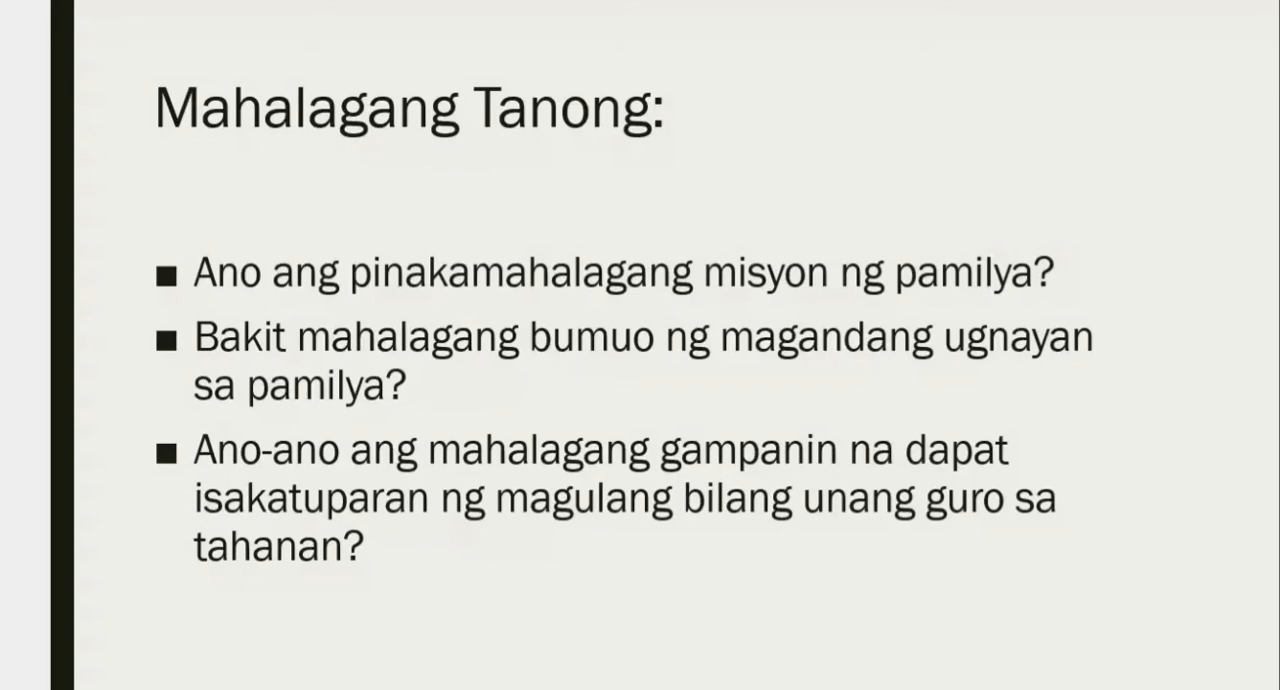 Mahalagang Tanong:
■ Ano ang pinakamahalagang misyon ng pamilya?
■ Bakit mahalagang bumuo ng magandang ugnayan
sa pamilya?
■ Ano-ano ang mahalagang gampanin na dapat
isakatuparan ng magulang bilang unang guro sa
tahanan?